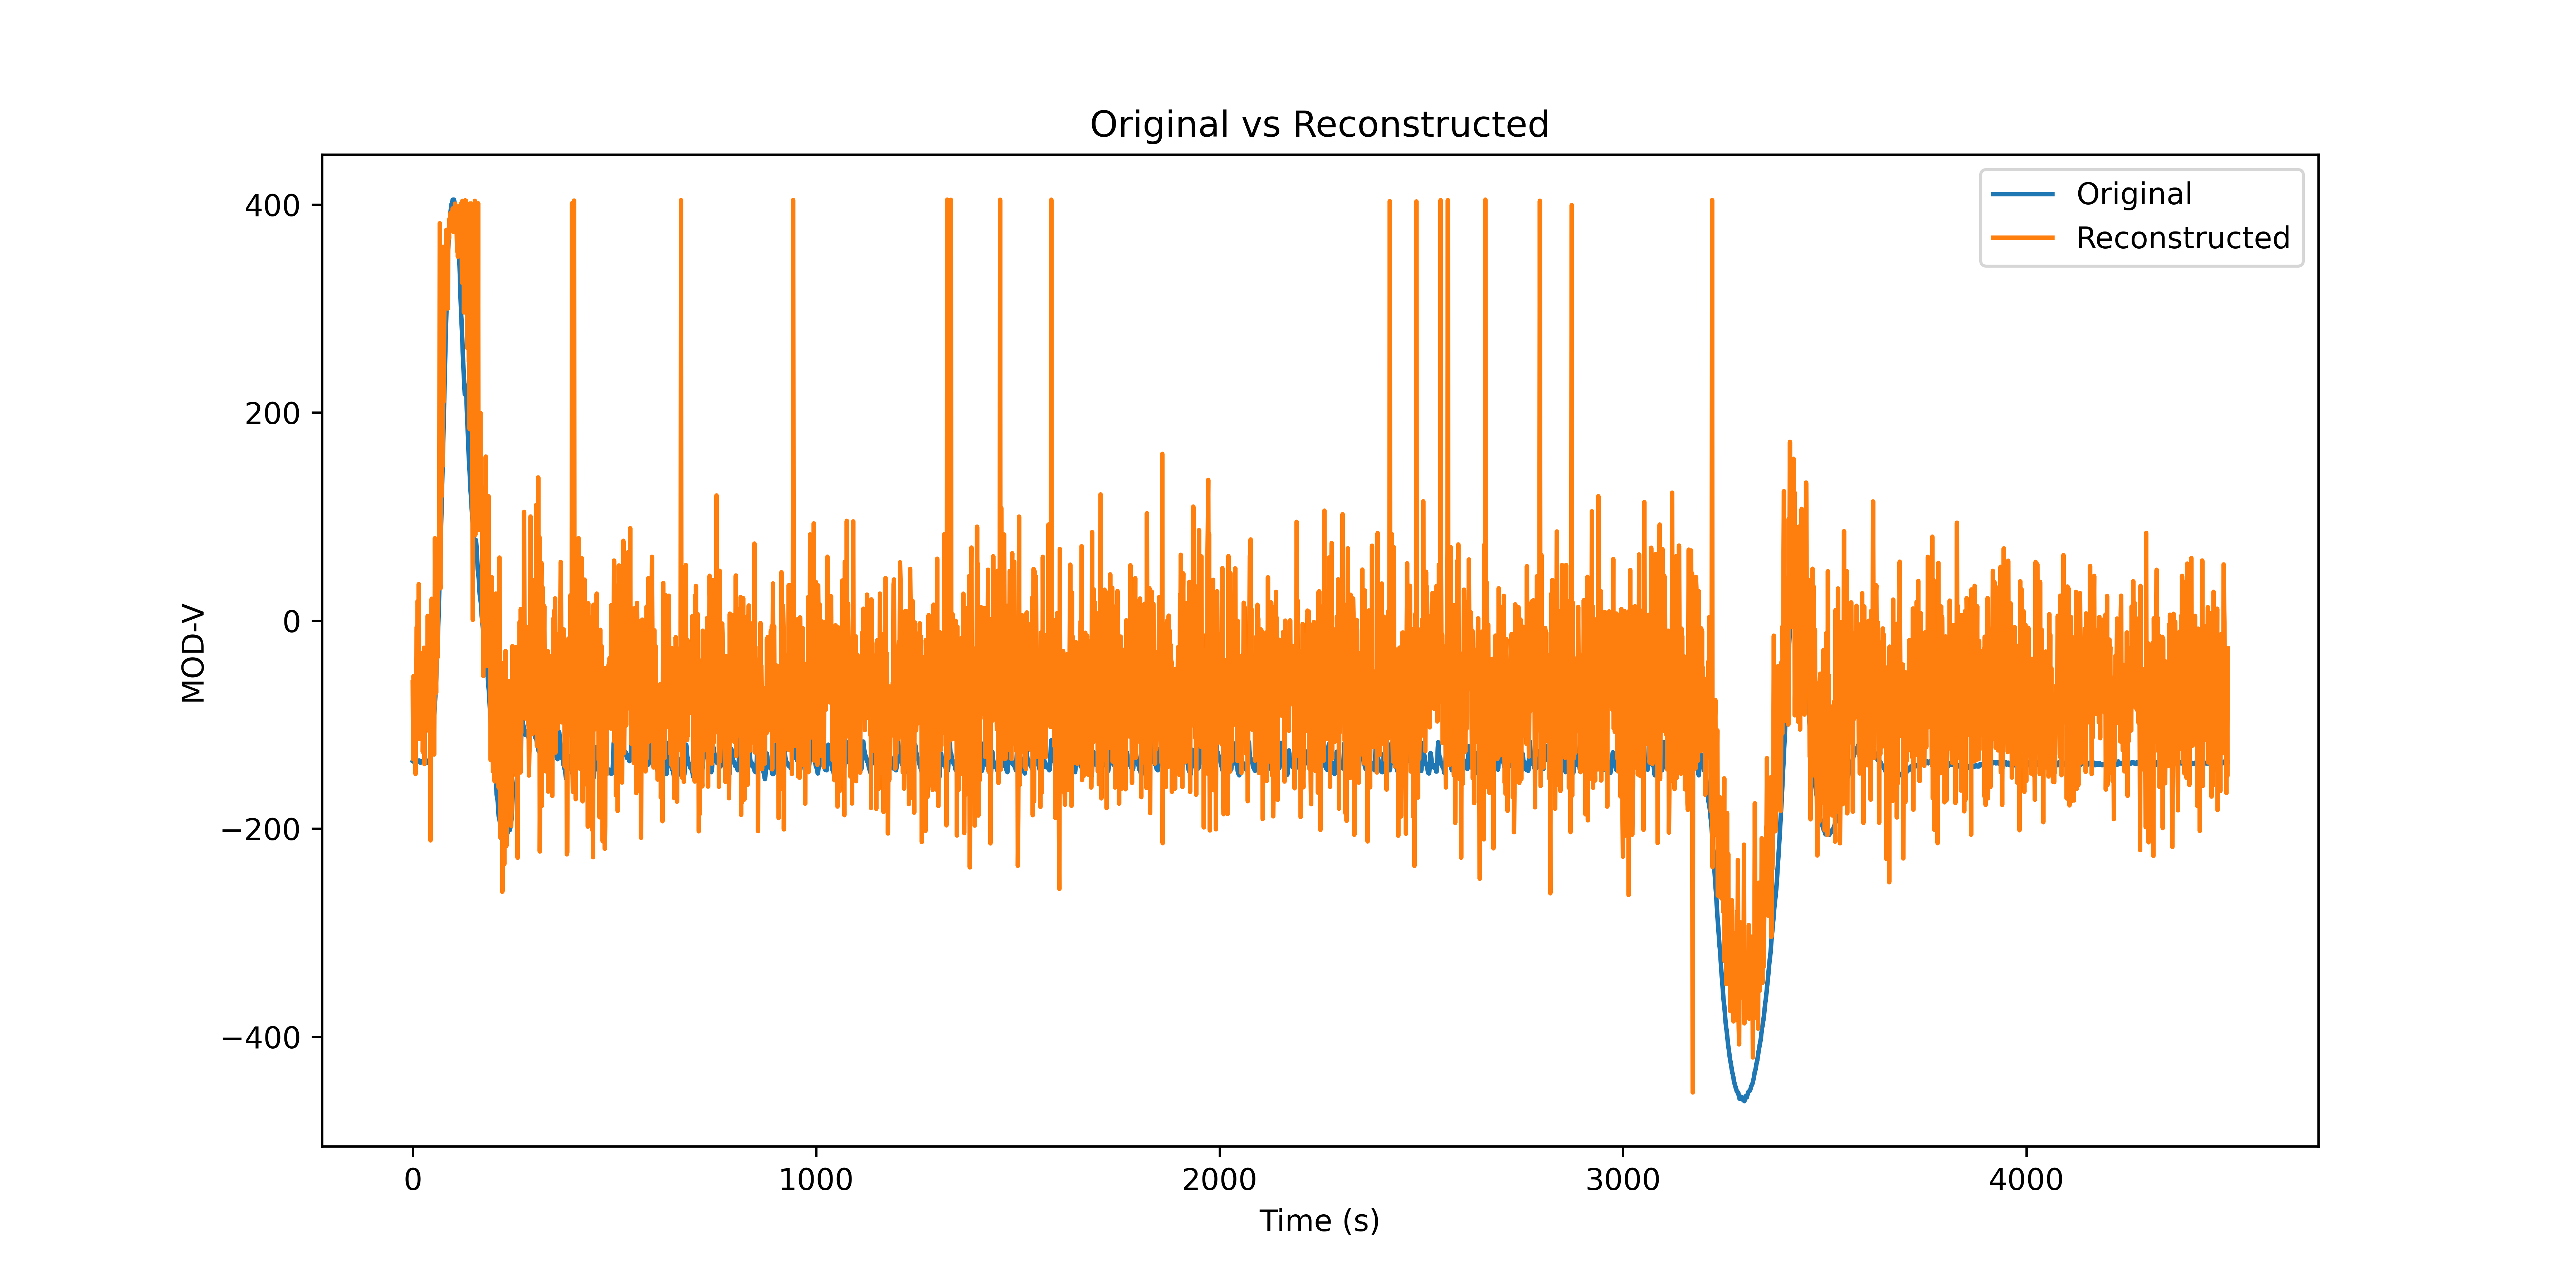 Original vs Reconstructed
Original
Reconstructed
400
200
0
−200
−400
MOD-V
0
1000
2000
3000
4000
Time (s)